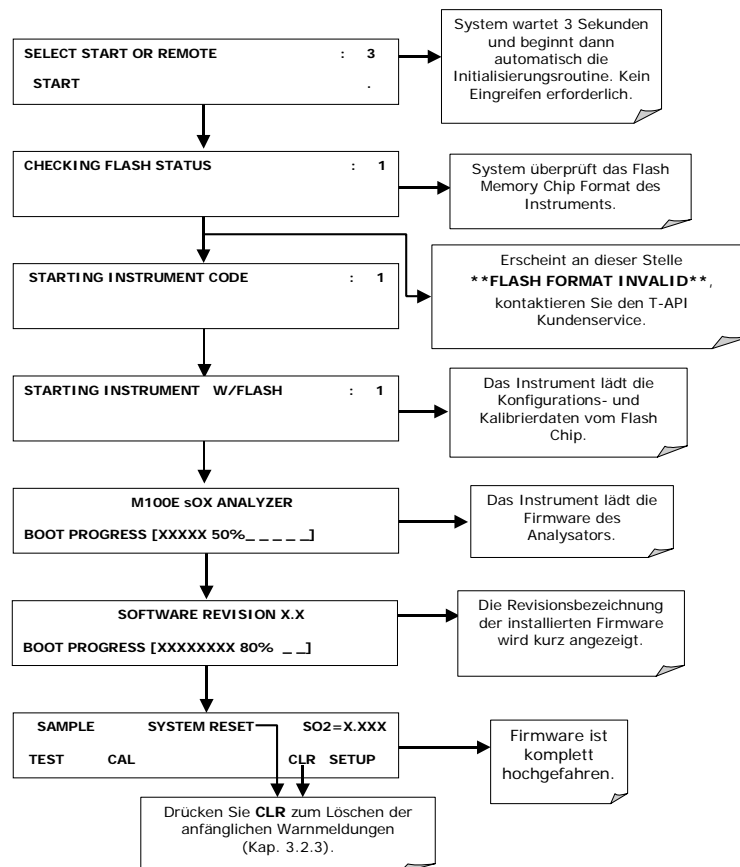 SELECT START OR REMOTE : 3
START .
System wartet 3 Sekunden
und beginnt dann
automatisch die
Initialisierungsroutine. Kein
Eingreifen erforderlich.
CHECKING FLASH STATUS : 1
System überprüft das Flash
Memory Chip Format des
Instruments.
STARTING INSTRUMENT CODE : 1
Erscheint an dieser Stelle
**FLASH FORMAT INVALID**,
kontaktieren Sie den T-API
Kundenservice.
STARTING INSTRUMENT W/FLASH : 1
Das Instrument lädt die
Konfigurations- und
Kalibrierdaten vom Flash
Chip.
M100E sOX ANALYZER
BOOT PROGRESS [XXXXX 50%_ _ _ _ _]
Das Instrument lädt die
Firmware des
Analysators.
SOFTWARE REVISION X.X
BOOT PROGRESS [XXXXXXXX 80% _ _]
Die Revisionsbezeichnung
der installierten Firmware
wird kurz angezeigt.
SAMPLE SYSTEM RESET SO2=X.XXX
TEST CAL CLR SETUP
Firmware ist
komplett
hochgefahren.
Drücken Sie CLR zum Löschen der
anfänglichen Warnmeldungen
(Kap. 3.2.3).